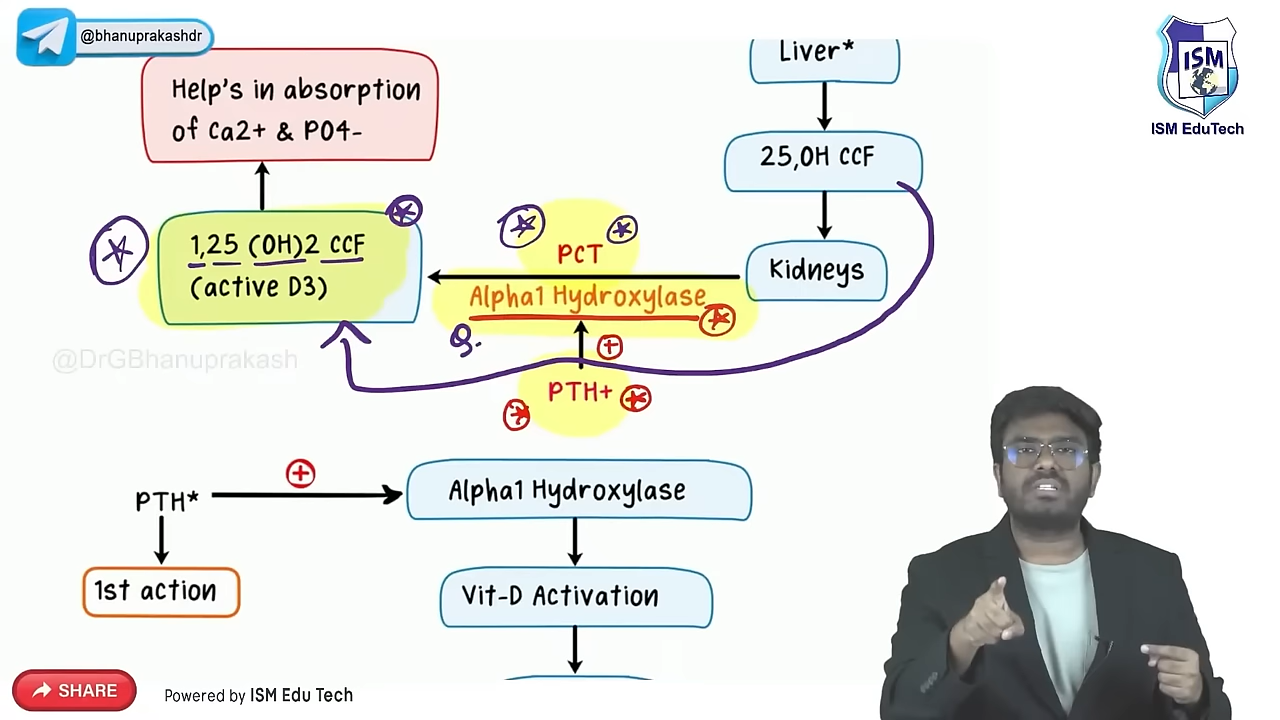 @bhanuprakashdr
ISM
ISM EduTech
Help's in absorption
of Ca2+ & PO4-
Liver*
25,OH CCF
Kidneys
PCT
Alpha1 Hydroxylase
PTH+
1,25 (OH)2 CCF
(active D3)
@DrGBhanuprakash
PTH*
Alpha1 Hydroxylase
1st action
Vit-D Activation
SHARE
Powered by ISM Edu Tech